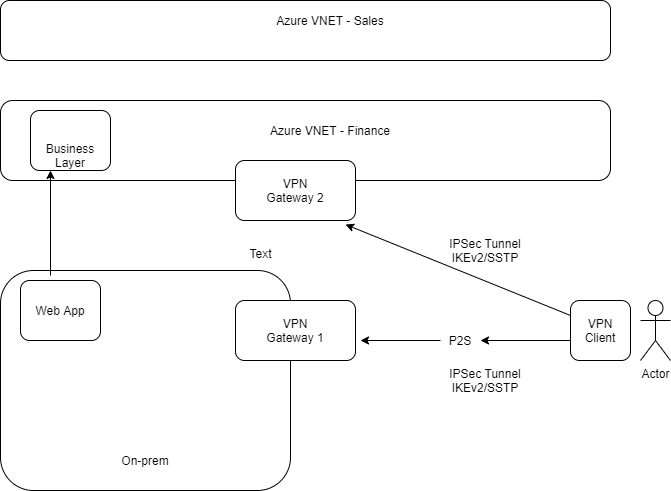 Azure VNET - Sales
Azure VNET - Finance
Business
Layer
VPN
Gateway 2
IPSec Tunnel
IKEv2/SSTP
Text
Web App
VPN
Gateway 1
P2S
VPN
Client
IPSec Tunnel
IKEv2/SSTP
Actor
On-prem